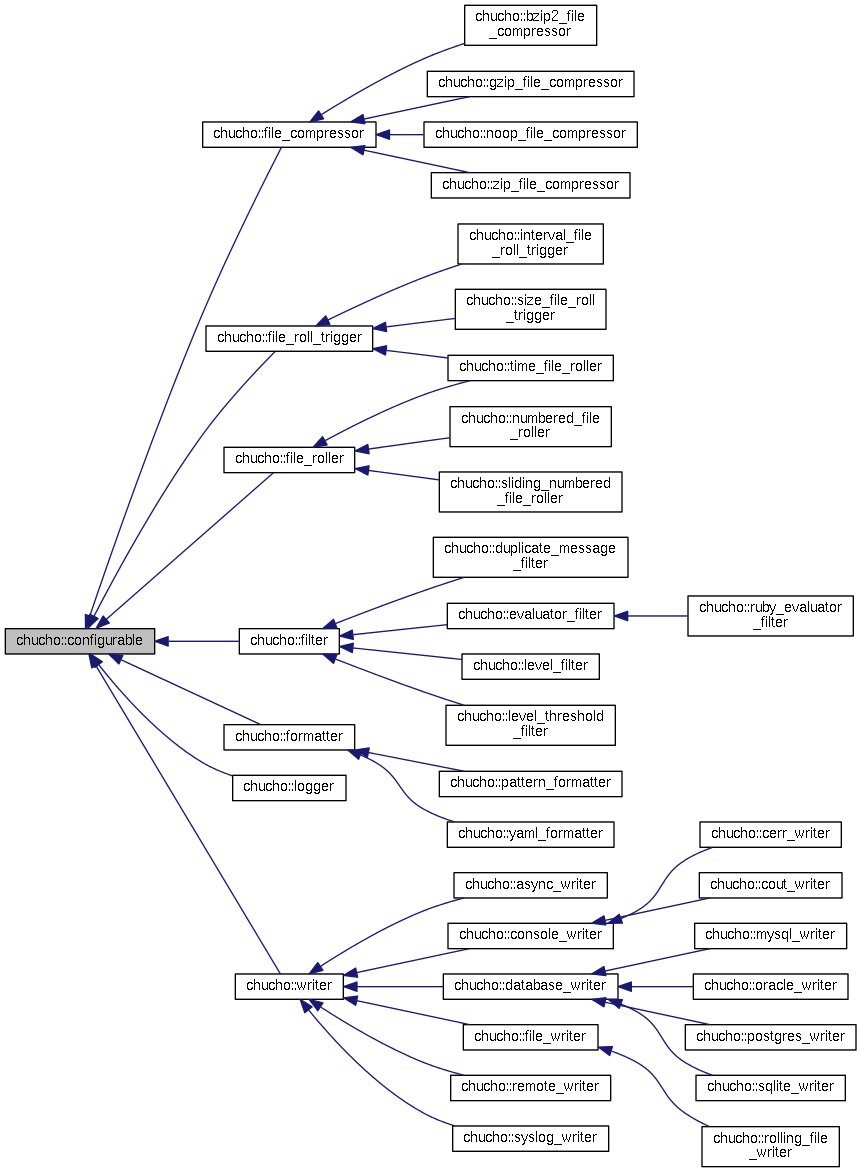 chucho::bzip2_file
_compressor
chucho::gzip_file_compressor
chucho::file_compressor
chucho::noop_file_compressor
chucho::zip_file_compressor
chucho::interval_file
_roll_trigger
chucho::size_file_roll
_trigger
chucho::file_roll_trigger
chucho::time_file_roller
chucho::numbered_file
_roller
chucho::file_roller
chucho::sliding_numbered
_file_roller
chucho::duplicate_message
_filter
chucho::evaluator_filter
chucho::ruby_evaluator
_filter
chucho::configurable
chucho::filter
chucho::level_filter
chucho::level_threshold
_filter
chucho::formatter
chucho::pattern_formatter
chucho::logger
chucho::yaml_formatter
chucho::cerr_writer
chucho::async_writer
chucho::cout_writer
chucho::console_writer
chucho::mysql_writer
chucho::writer
chucho::database_writer
chucho::oracle_writer
chucho::file_writer
chucho::postgres_writer
chucho::remote_writer
chucho::sqlite_writer
chucho::syslog_writer
chucho::rolling_file
_writer